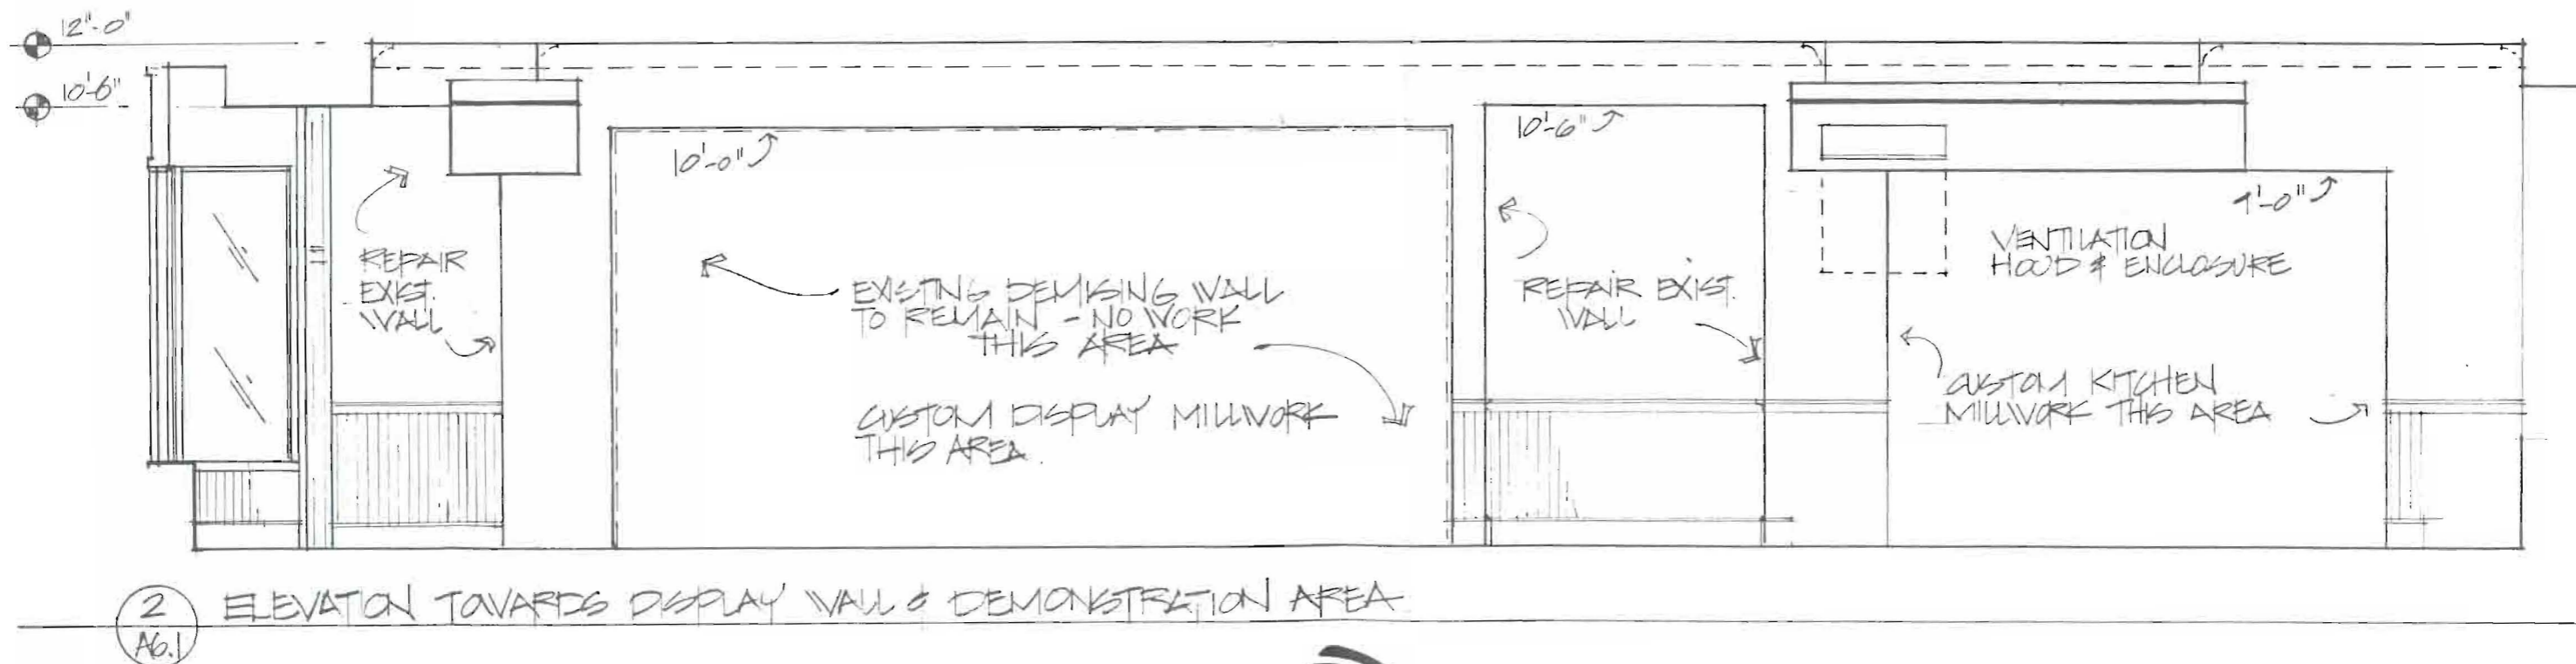 12'-0"
10'-6"
REPAIR
EXIST.
WALL
10'-0"
EXISTING DEMISING WALL
TO REMAIN - NO WORK
THIS AREA
CUSTOM DISPLAY MILLWORK
THIS AREA.
10'-6"
REPAIR EXIST.
WALL
9'-0"
VENTILATION
HOOD & ENCLOSURE
CUSTOM KITCHEN
MILLWORK THIS AREA
2
A6.1
ELEVATION TOWARDS DISPLAY WALL & DEMONSTRATION AREA